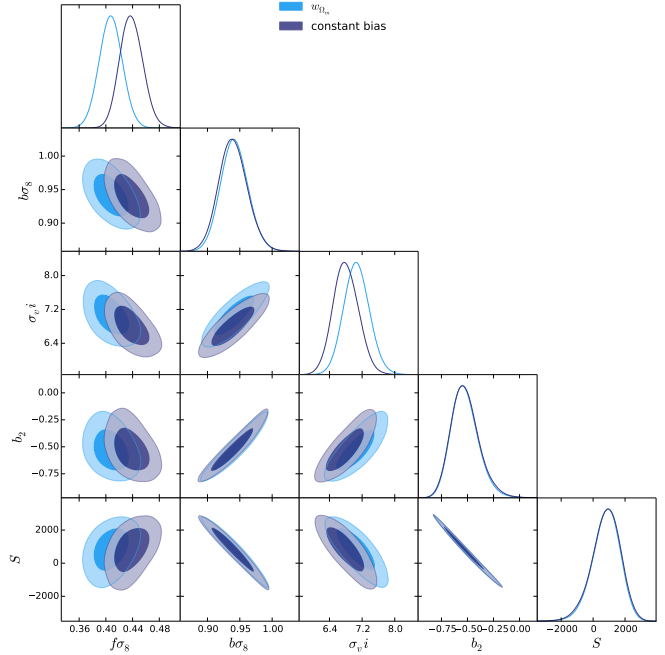 w_{Ω_m}
constant bias
1.00
0.95
0.90
bσ_8
8.0
7.2
6.4
σ_v i
0.00
−0.25
−0.50
−0.75
b_2
2000
0
−2000
S
0.36 0.40 0.44 0.48 0.90 0.95 1.00 6.4 7.2 8.0 −0.75 −0.50 −0.25 0.00 −2000 0 2000
fσ_8 bσ_8 σ_v i b_2 S